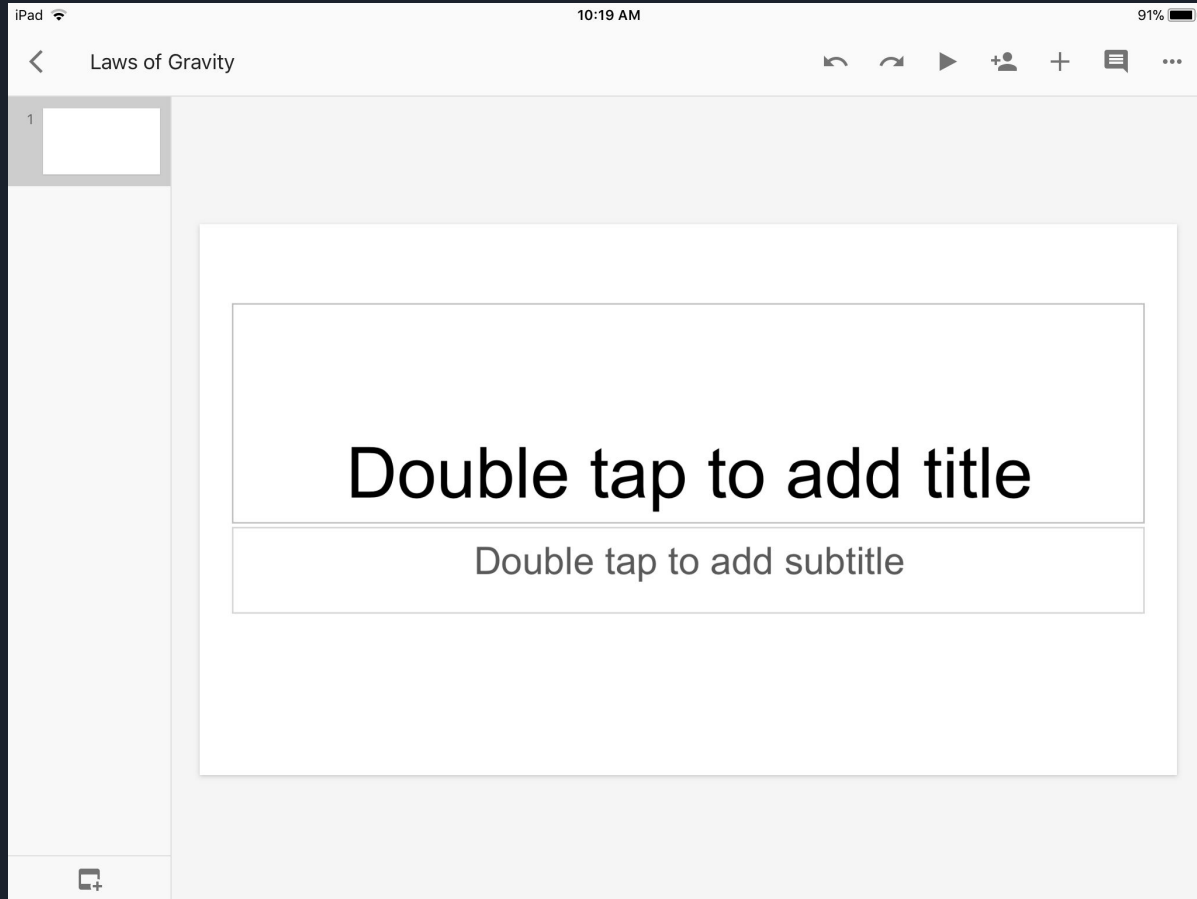 iPad 10:19 AM 91%
Laws of Gravity
1
Double tap to add title
Double tap to add subtitle